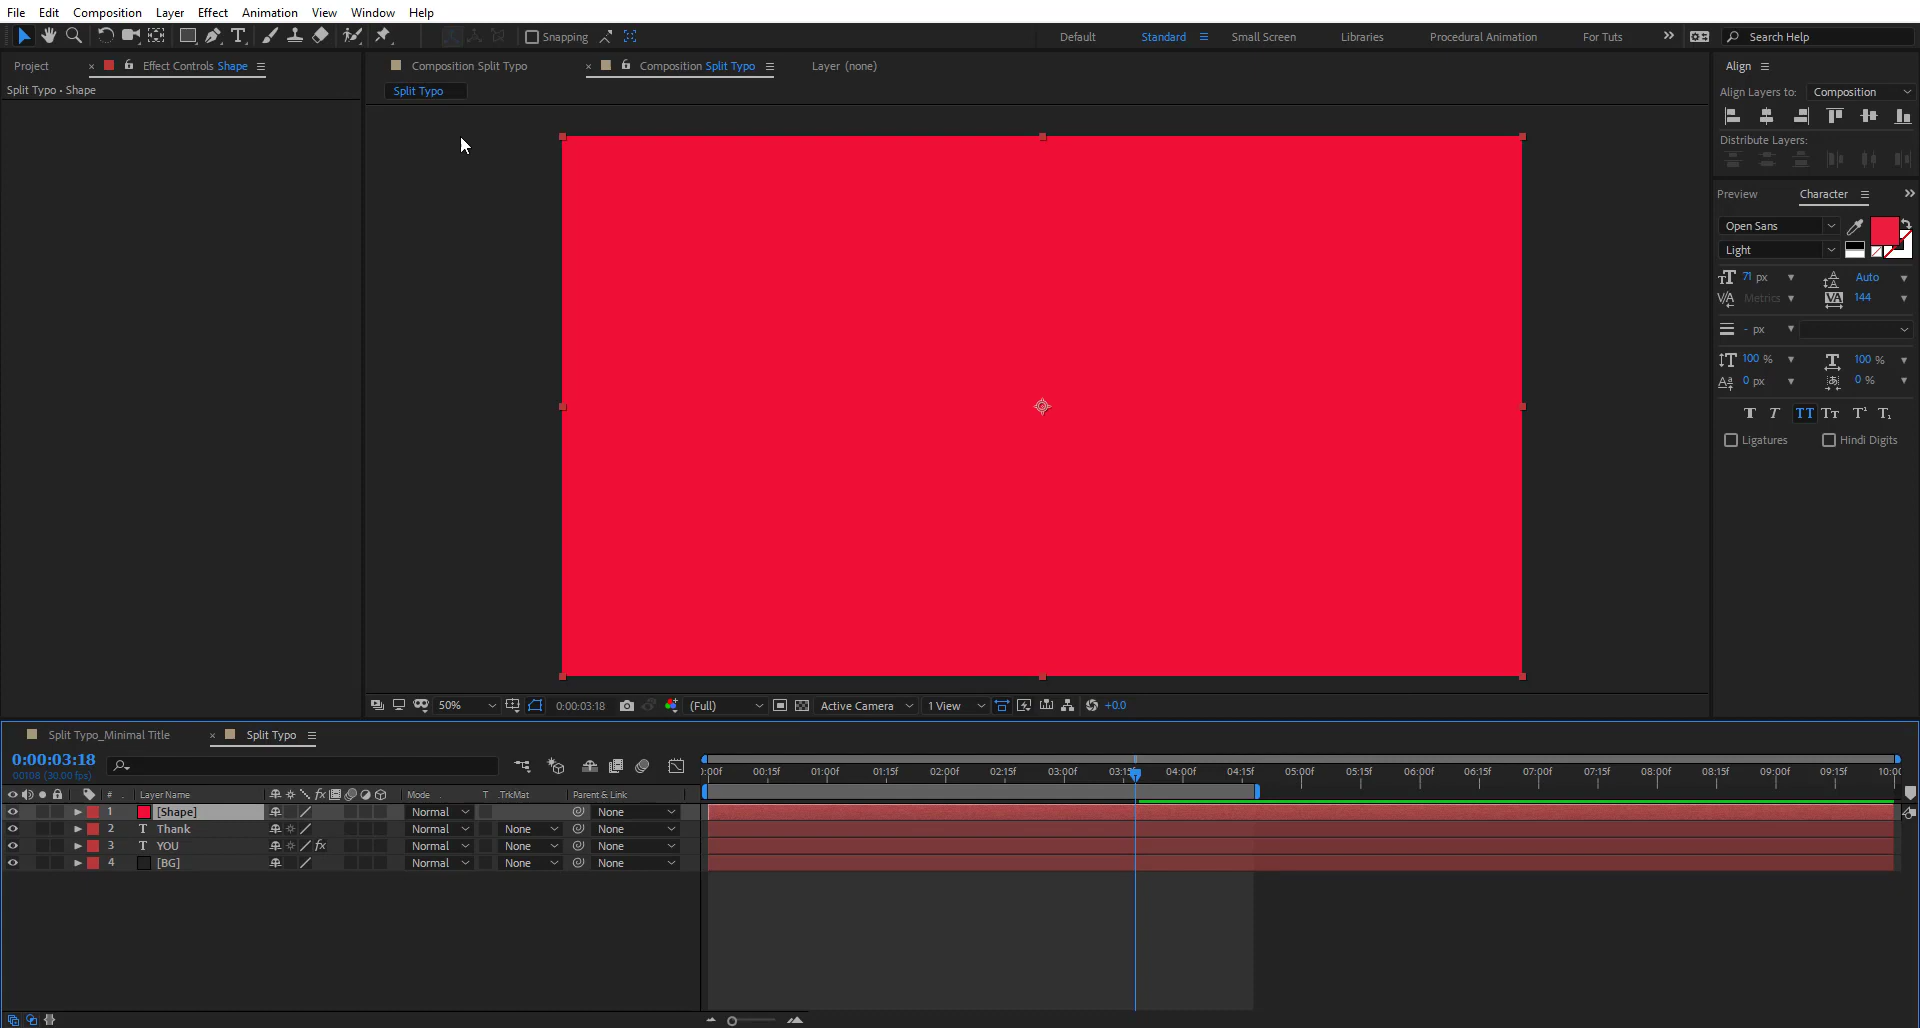 File Edit Composition Layer Effect Animation View Window Help
Snapping Default Standard Small Screen Libraries Procedural Animation For Tuts Search Help
Project Effect Controls Shape
Split Typo • Shape
Composition Split Typo Composition Split Typo Layer (none)
Split Typo
Align
Align Layers to: Composition
Distribute Layers:
Preview Character
Open Sans
Light
71 px Auto
Metrics 144
- px
100 % 100 %
0 px 0 %
Ligatures Hindi Digits
50% 0:00:03:18 (Full) Active Camera 1 View +0.0
Split Typo_Minimal Title Split Typo
0:00:03:18
00108 (30.00 fps)
:00f 00:15f 01:00f 01:15f 02:00f 02:15f 03:00f 03:15f 04:00f 04:15f 05:00f 05:15f 06:00f 06:15f 07:00f 07:15f 08:00f 08:15f 09:00f 09:15f 10:00
# Layer Name fx Mode T .TrkMat Parent & Link
1 [Shape] Normal None
2 T Thank Normal None None
3 T YOU fx Normal None None
4 [BG] Normal None None